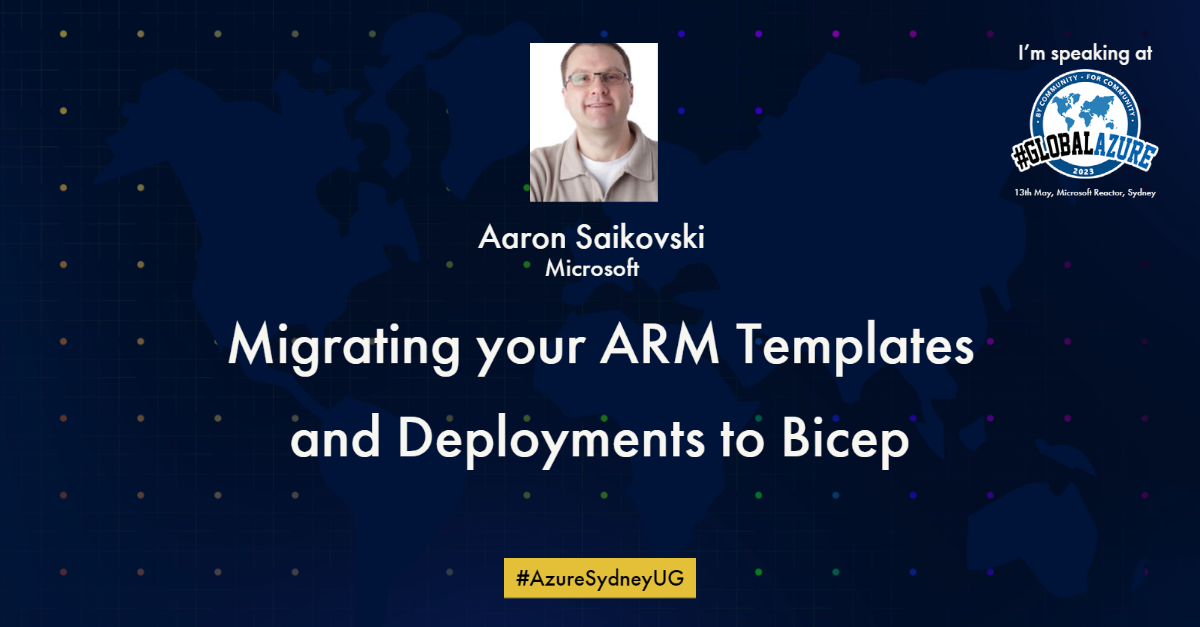 I'm speaking at
BY COMMUNITY • FOR COMMUNITY
#GLOBALAZURE
2023
13th May, Microsoft Reactor, Sydney
Aaron Saikovski
Microsoft
Migrating your ARM Templates
and Deployments to Bicep
#AzureSydneyUG